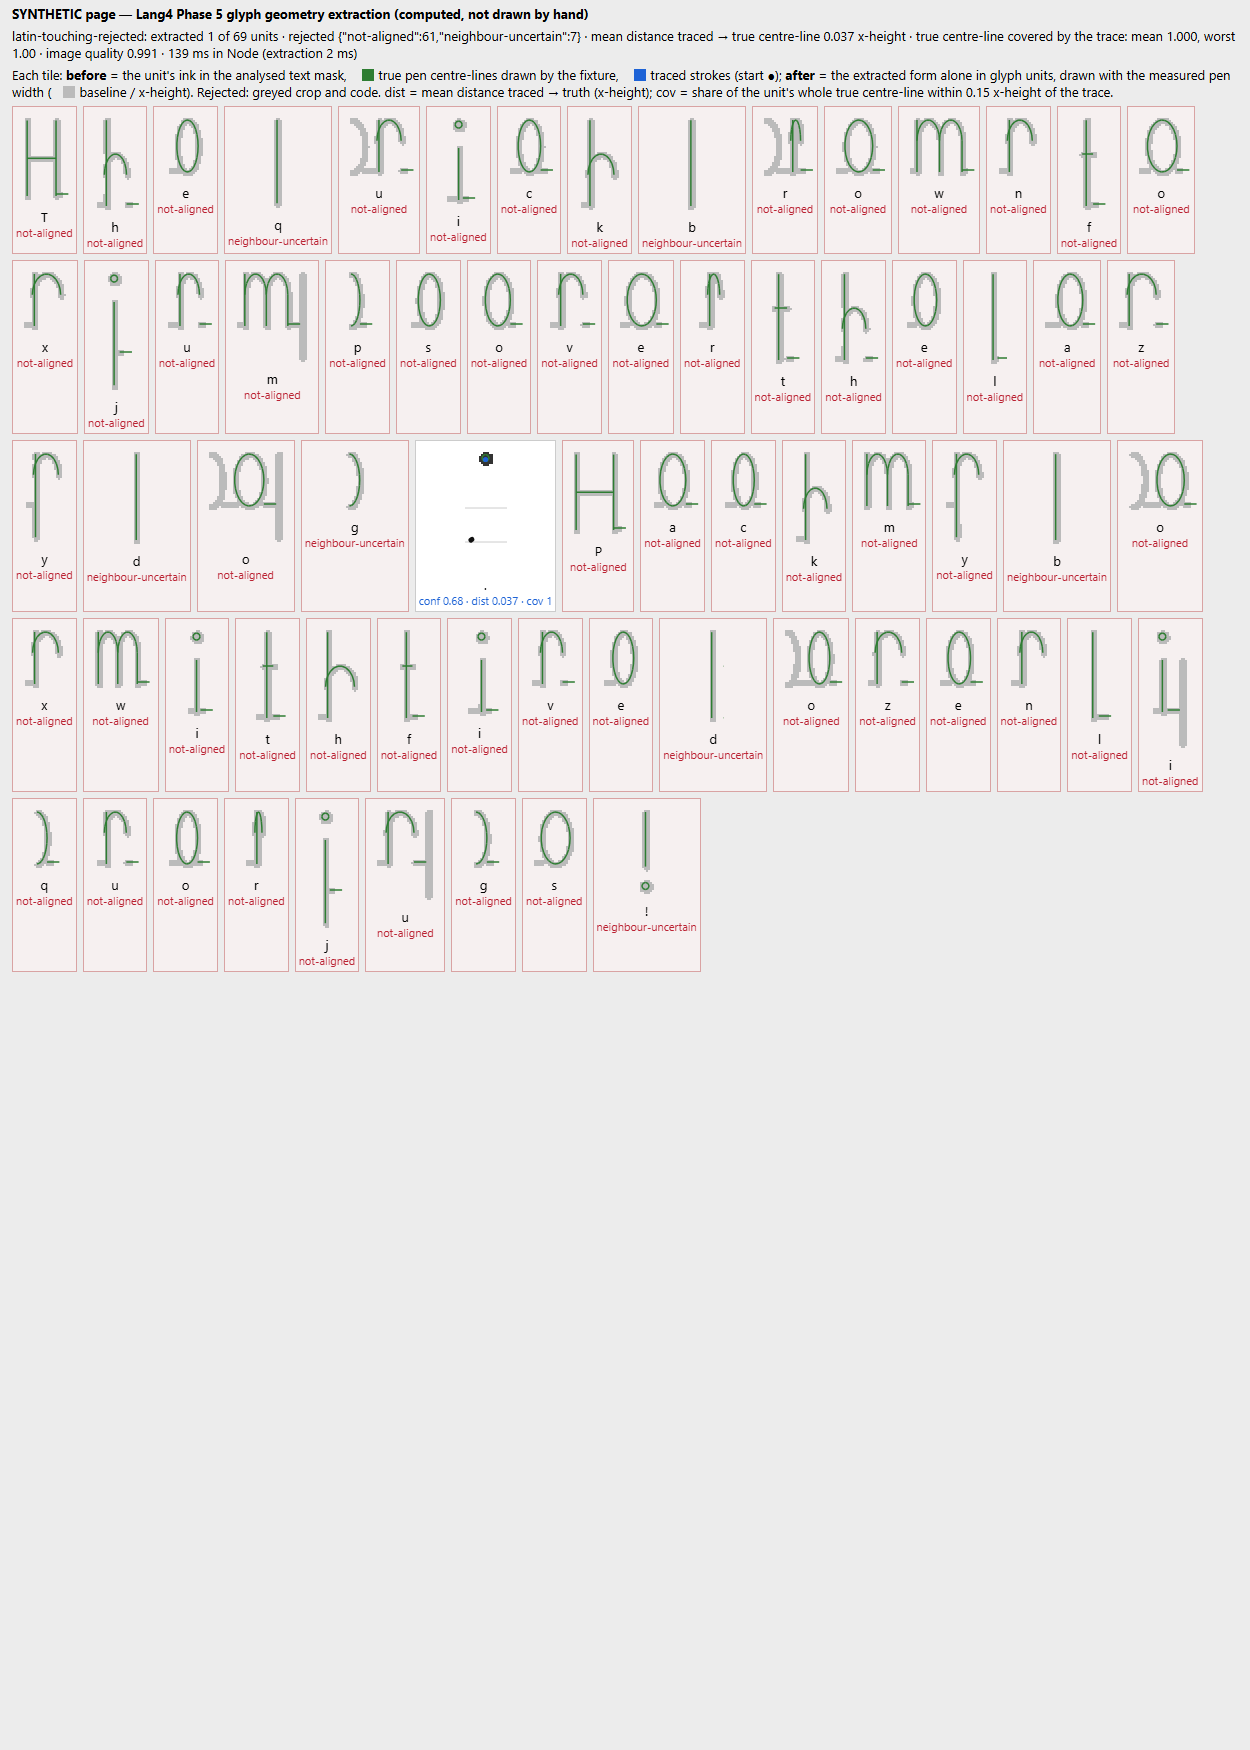 SYNTHETIC page — Lang4 Phase 5 glyph geometry extraction (computed, not drawn by hand)
latin-touching-rejected: extracted 1 of 69 units · rejected {"not-aligned":61,"neighbour-uncertain":7} · mean distance traced → true centre-line 0.037 x-height · true centre-line covered by the trace: mean 1.000, worst
1.00 · image quality 0.991 · 139 ms in Node (extraction 2 ms)
Each tile: before = the unit's ink in the analysed text mask, true pen centre-lines drawn by the fixture, traced strokes (start ●); after = the extracted form alone in glyph units, drawn with the measured pen
width ( baseline / x-height). Rejected: greyed crop and code. dist = mean distance traced → truth (x-height); cov = share of the unit's whole true centre-line within 0.15 x-height of the trace.
T not-aligned h not-aligned e not-aligned q neighbour-uncertain u not-aligned i not-aligned c not-aligned k not-aligned b neighbour-uncertain r not-aligned o not-aligned w not-aligned n not-aligned f not-aligned o not-aligned
x not-aligned j not-aligned u not-aligned m not-aligned p not-aligned s not-aligned o not-aligned v not-aligned e not-aligned r not-aligned t not-aligned h not-aligned e not-aligned l not-aligned a not-aligned z not-aligned
y not-aligned d neighbour-uncertain o not-aligned g neighbour-uncertain . conf 0.68 · dist 0.037 · cov 1 P not-aligned a not-aligned c not-aligned k not-aligned m not-aligned y not-aligned b neighbour-uncertain o not-aligned
x not-aligned w not-aligned i not-aligned t not-aligned h not-aligned f not-aligned i not-aligned v not-aligned e not-aligned d neighbour-uncertain o not-aligned z not-aligned e not-aligned n not-aligned l not-aligned i not-aligned
q not-aligned u not-aligned o not-aligned r not-aligned j not-aligned u not-aligned g not-aligned s not-aligned ! neighbour-uncertain